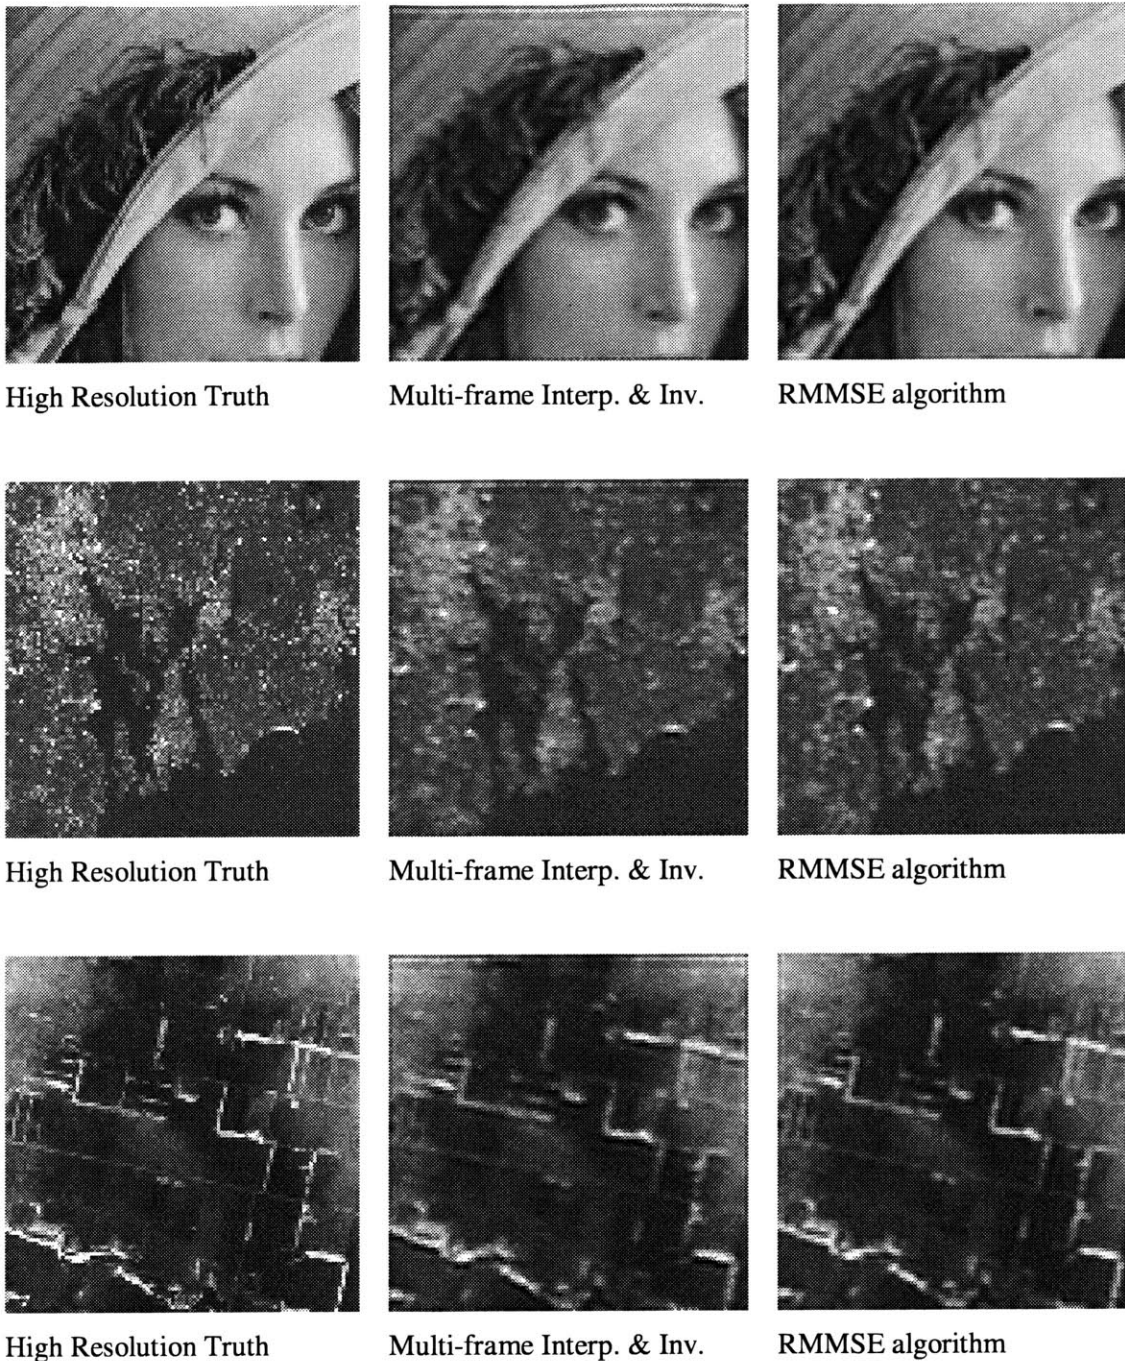 High Resolution Truth
Multi-frame Interp. & Inv.
RMMSE algorithm
High Resolution Truth
Multi-frame Interp. & Inv.
RMMSE algorithm
High Resolution Truth
Multi-frame Interp. & Inv.
RMMSE algorithm